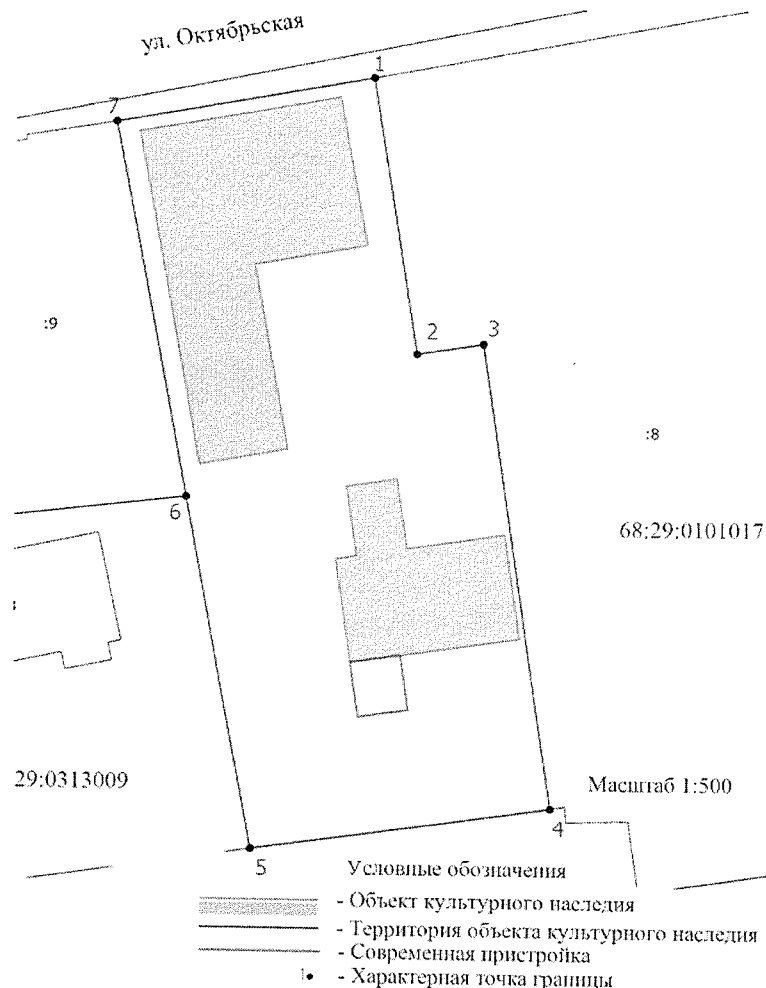 ул. Октябрьская
1
7
:9
2
3
:8
6
68:29:0101017
29:0313009
Масштаб 1:500
4
5
Условные обозначения
- Объект культурного наследия
- Территория объекта культурного наследия
- Современная пристройка
1 - Характерная точка границы